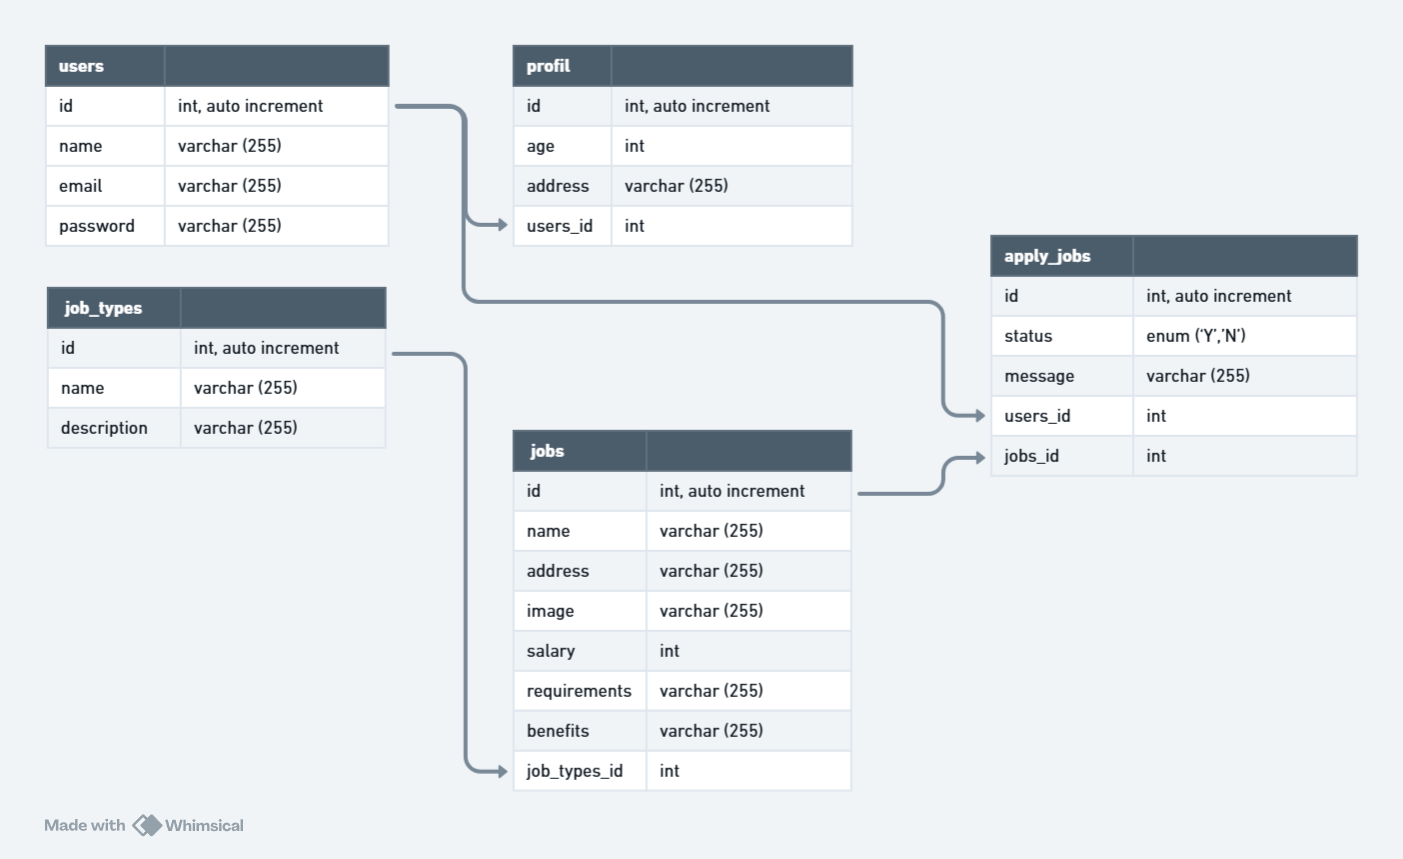 users
id int, auto increment
name varchar (255)
email varchar (255)
password varchar (255)
profil
id int, auto increment
age int
address varchar (255)
users_id int
job_types
id int, auto increment
name varchar (255)
description varchar (255)
jobs
id int, auto increment
name varchar (255)
address varchar (255)
image varchar (255)
salary int
requirements varchar (255)
benefits varchar (255)
job_types_id int
apply_jobs
id int, auto increment
status enum (‘Y’,’N’)
message varchar (255)
users_id int
jobs_id int
Made with Whimsical